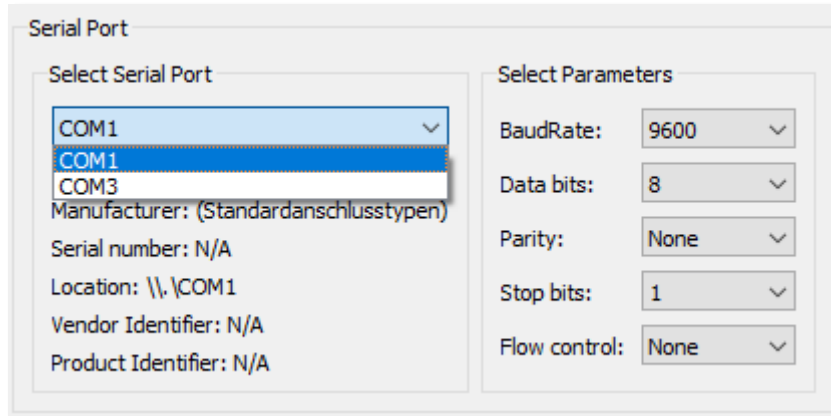 Serial Port
Select Serial Port
COM1
COM1
COM3
Manufacturer: (Standardanschlusstypen)
Serial number: N/A
Location: \\.\COM1
Vendor Identifier: N/A
Product Identifier: N/A
Select Parameters
BaudRate: 9600
Data bits: 8
Parity: None
Stop bits: 1
Flow control: None